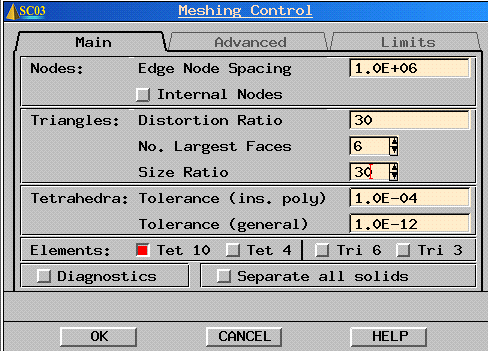 SC03 Meshing Control
Main Advanced Limits
Nodes: Edge Node Spacing 1.0E+06
Internal Nodes
Triangles: Distortion Ratio 30
No. Largest Faces 6
Size Ratio 30
Tetrahedra: Tolerance (ins. poly) 1.0E-04
Tolerance (general) 1.0E-12
Elements: Tet 10 Tet 4 Tri 6 Tri 3
Diagnostics Separate all solids
OK CANCEL HELP